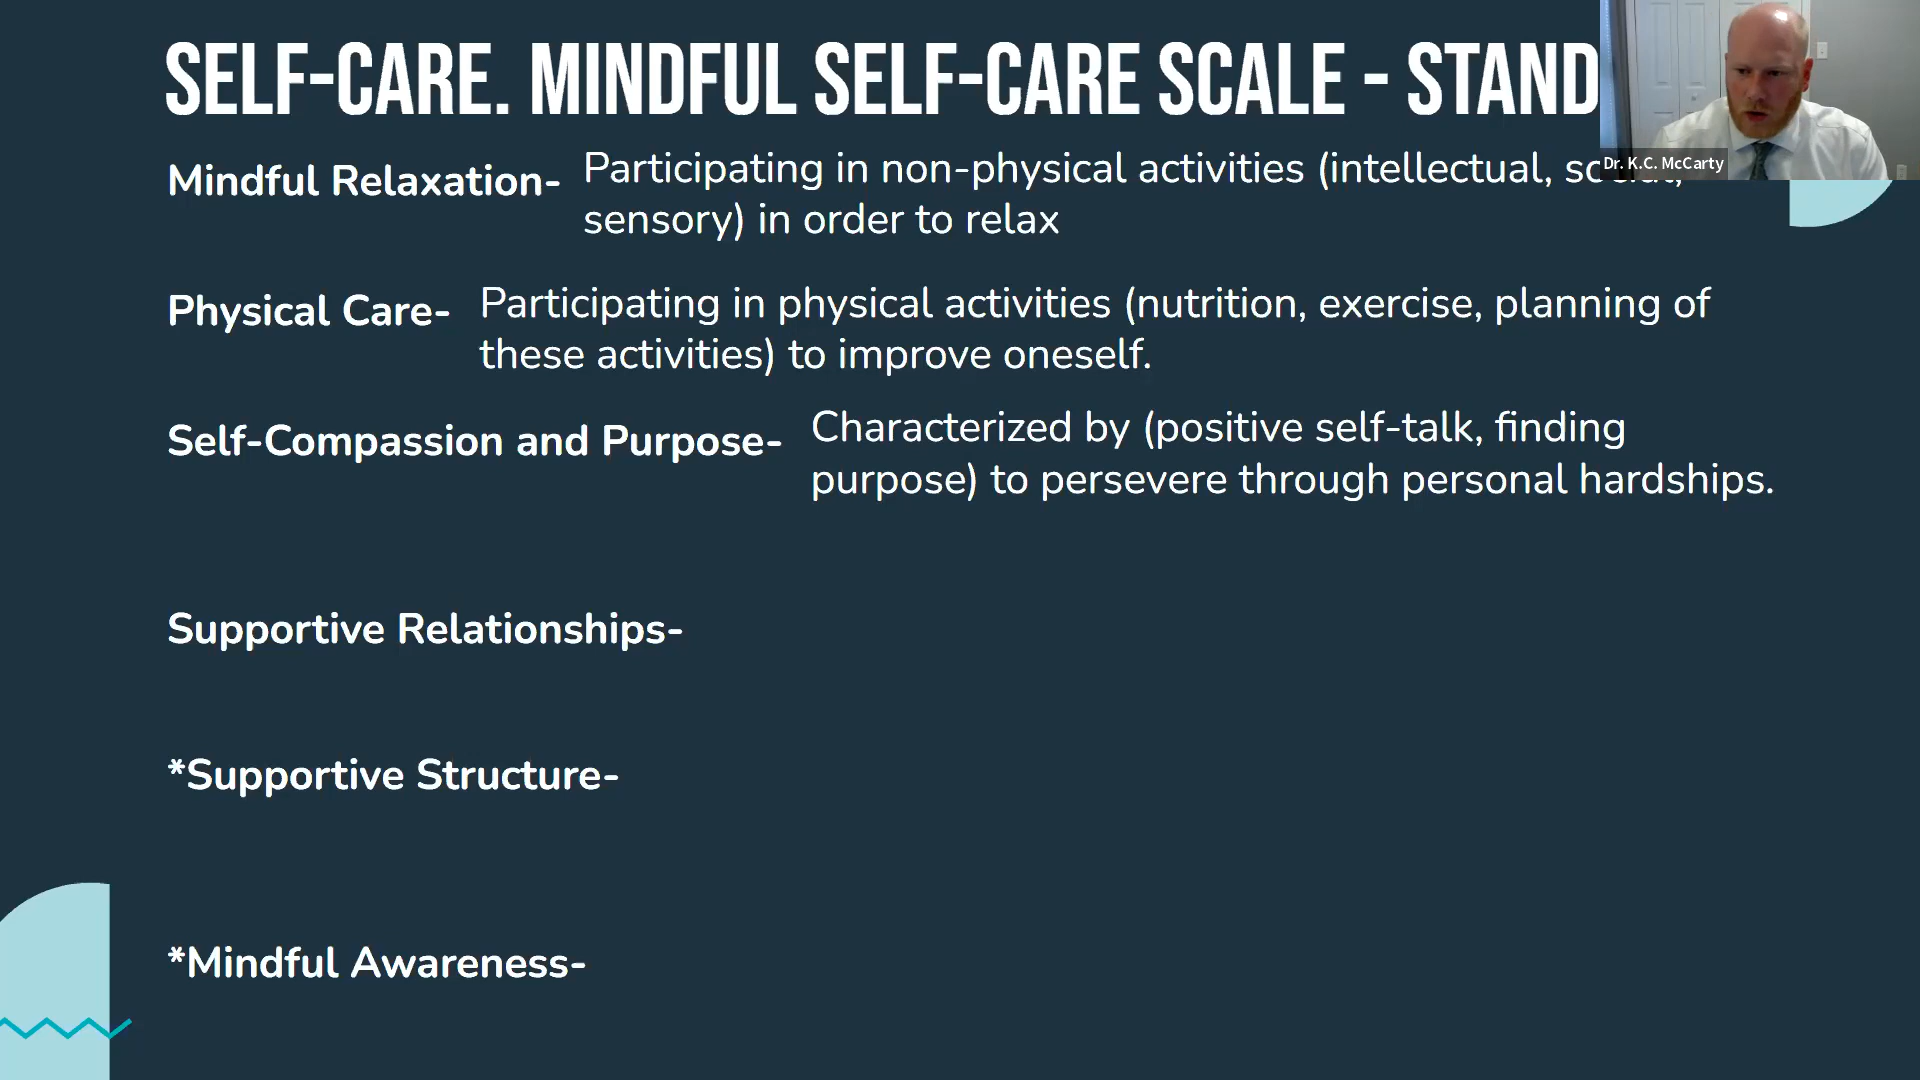 SELF-CARE. MINDFUL SELF-CARE SCALE - STAND
Dr. K.C. McCarty
Mindful Relaxation- Participating in non-physical activities (intellectual, social,
sensory) in order to relax
Physical Care- Participating in physical activities (nutrition, exercise, planning of
these activities) to improve oneself.
Self-Compassion and Purpose- Characterized by (positive self-talk, finding
purpose) to persevere through personal hardships.
Supportive Relationships-
*Supportive Structure-
*Mindful Awareness-